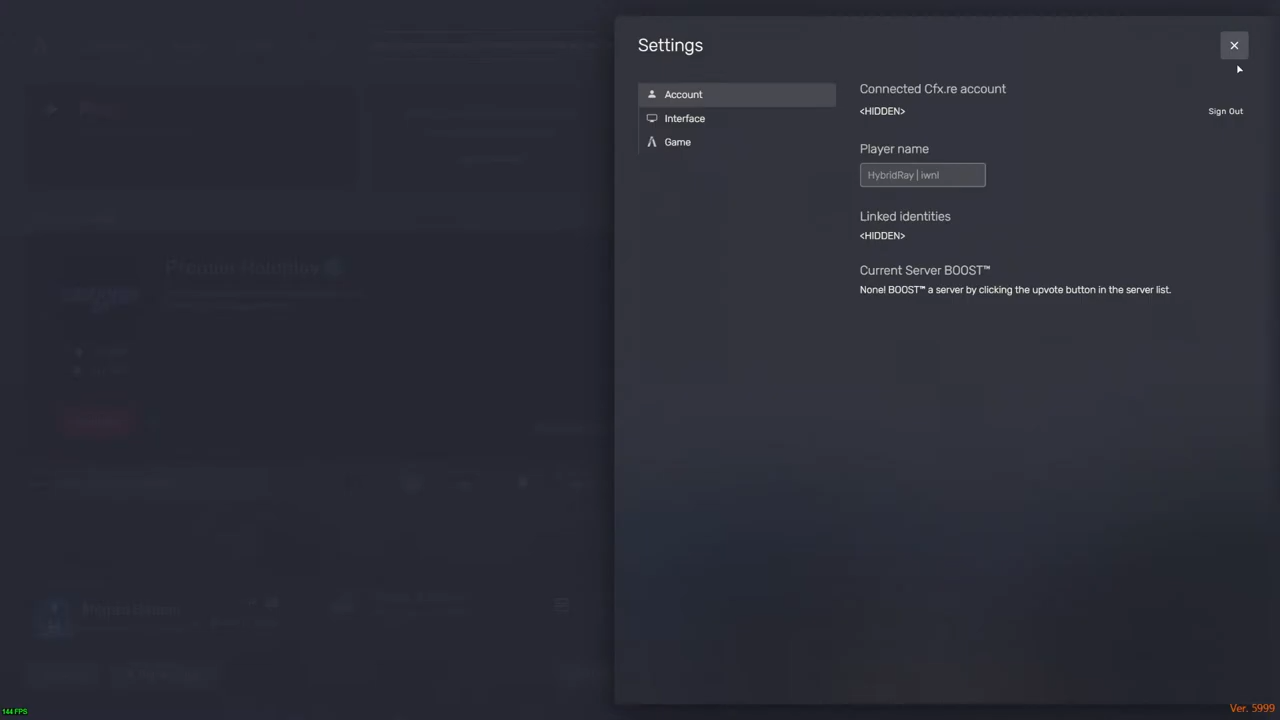 Settings
Account
Interface
Game
Connected Cfx.re account
<HIDDEN>
Sign Out
Player name
HybridRay | iwnl
Linked identities
<HIDDEN>
Current Server BOOST™
None! BOOST™ a server by clicking the upvote button in the server list.
144 FPS
Ver. 5999